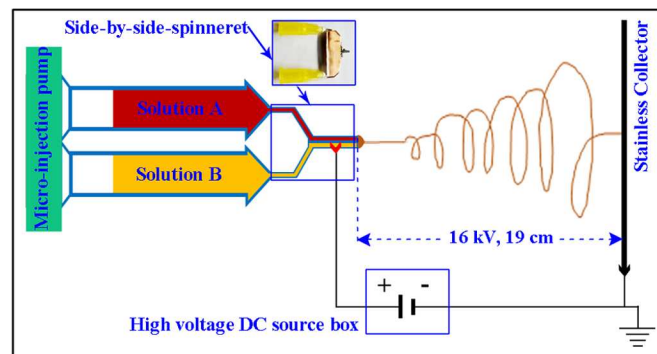 Side-by-side-spinneret
Micro-injection pump
Solution A
Solution B
Stainless Collector
16 kV, 19 cm
+ -
High voltage DC source box